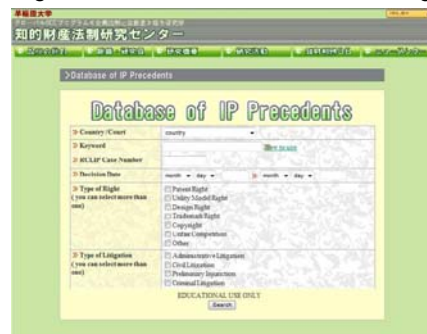 早稲田大学
知的財産法制研究センター
>Database of IP Precedents
Database of IP Precedents
Country/Court
country
Keyword
RCLIP Case Number
Decision Date
month
day
month
day
Type of Right
(you can select more than
one)
Patent Right
Utility Model Right
Design Right
Trademark Right
Copyright
Unfair Competition
Other
Type of Litigation
(you can select more than
one)
Administrative Litigation
Civil Litigation
Preliminary Injunction
Criminal Litigation
EDUCATIONAL USE ONLY
Search